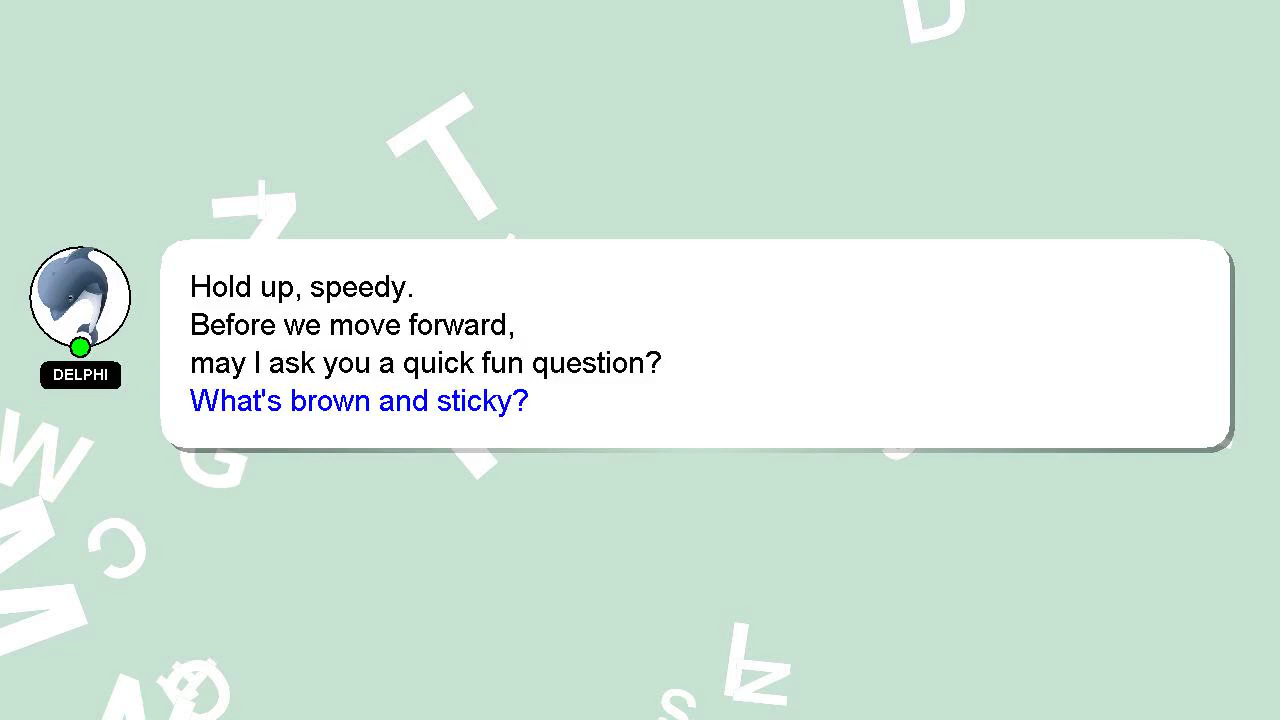 Hold up, speedy.
Before we move forward,
may I ask you a quick fun question?
What's brown and sticky?
DELPHI